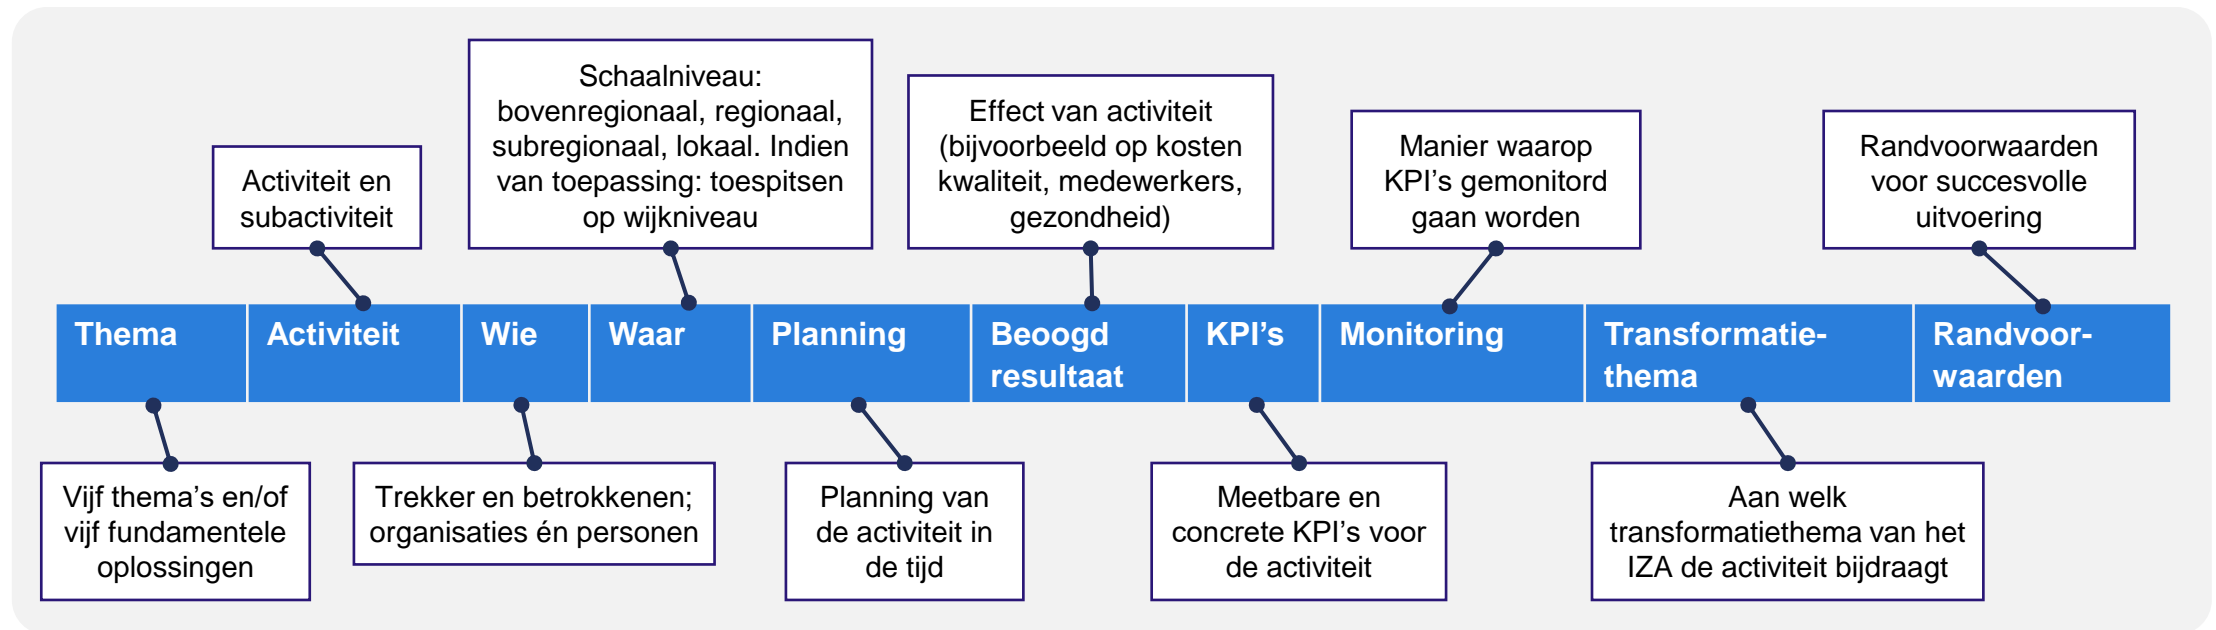 Schaalniveau:
bovenregionaal, regionaal,
subregionaal, lokaal. Indien
van toepassing: toespitsen
op wijkniveau
Effect van activiteit
(bijvoorbeeld op kosten
kwaliteit, medewerkers,
gezondheid)
Manier waarop
KPI's gemonitord
gaan worden
Randvoorwaarden
voor succesvolle
uitvoering
Activiteit en
subactiviteit
Thema
Activiteit
Wie
Waar
Planning
Beoogd
resultaat
KPI's
Monitoring
Transformatie-
thema
Randvoor-
waarden
Vijf thema's en/of
vijf fundamentele
oplossingen
Trekker en betrokkenen;
organisaties én personen
Planning van
de activiteit in
de tijd
Meetbare en
concrete KPI's voor
de activiteit
Aan welk
transformatiethema van het
IZA de activiteit bijdraagt